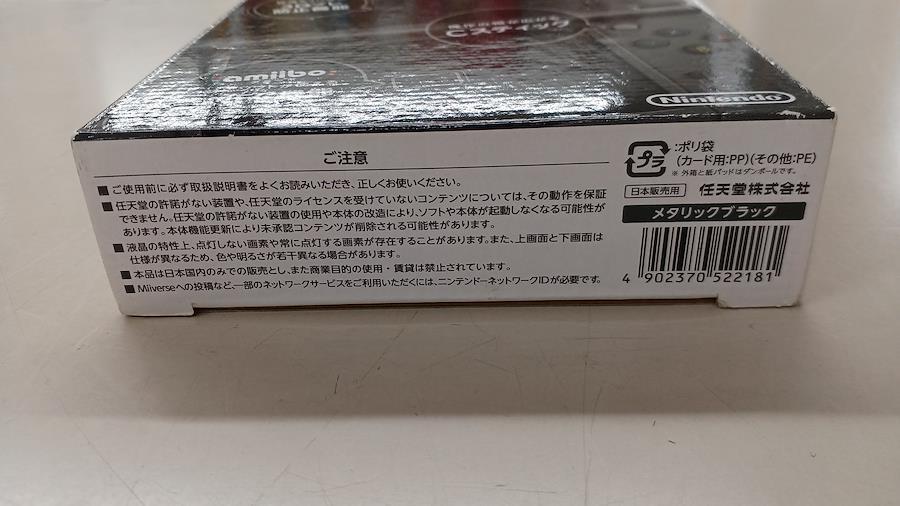 Cスティック
amiibo
Nintendo
ご注意
■ご使用前に必ず取扱説明書をよくお読みいただき、正しくお使いください。
■任天堂の許諾がない装置や、任天堂のライセンスを受けていないコンテンツについては、その動作を保証
できません。任天堂の許諾がない装置の使用や本体の改造により、ソフトや本体が起動しなくなる可能性が
あります。本体機能更新により未承認コンテンツが削除される可能性があります。
■液晶の特性上、点灯しない画素や常に点灯する画素が存在することがあります。また、上画面と下画面は
仕様が異なるため、色や明るさが若干異なる場合があります。
■本品は日本国内のみでの販売とし、また商業目的の使用・賃貸は禁止されています。
■Miiverseへの投稿など、一部のネットワークサービスをご利用いただくには、ニンテンドーネットワークIDが必要です。
プラ
:ポリ袋
(カード用:PP)(その他:PE)
※ 外箱と紙パッドはダンボールです。
日本販売用 任天堂株式会社
メタリックブラック
4 902370 522181